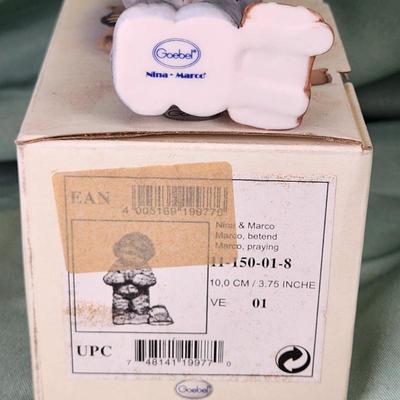 Goebel®
Nina · Marco®
EAN
4 005169 199776
Nina & Marco
Marco, betend
Marco, praying
11-150-01-8
10,0 CM / 3.75 INCHE
VE 01
UPC
7 48141 19977 0
Goebel®